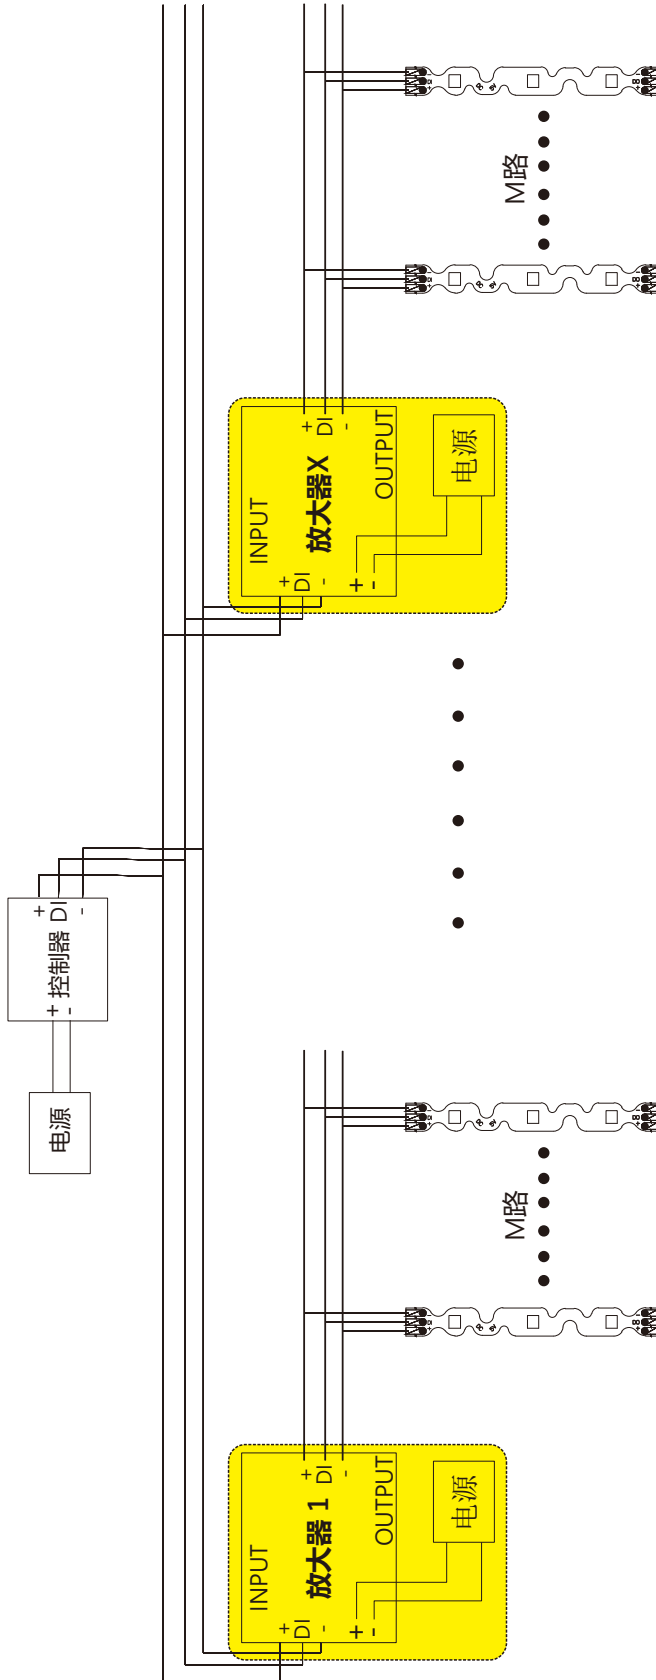 电源
+
-
控制器
+
DI
-
INPUT
+
DI
-
放大器 1
+
DI
-
OUTPUT
+
-
电源
M路
INPUT
+
DI
-
放大器X
+
DI
-
OUTPUT
+
-
电源
M路